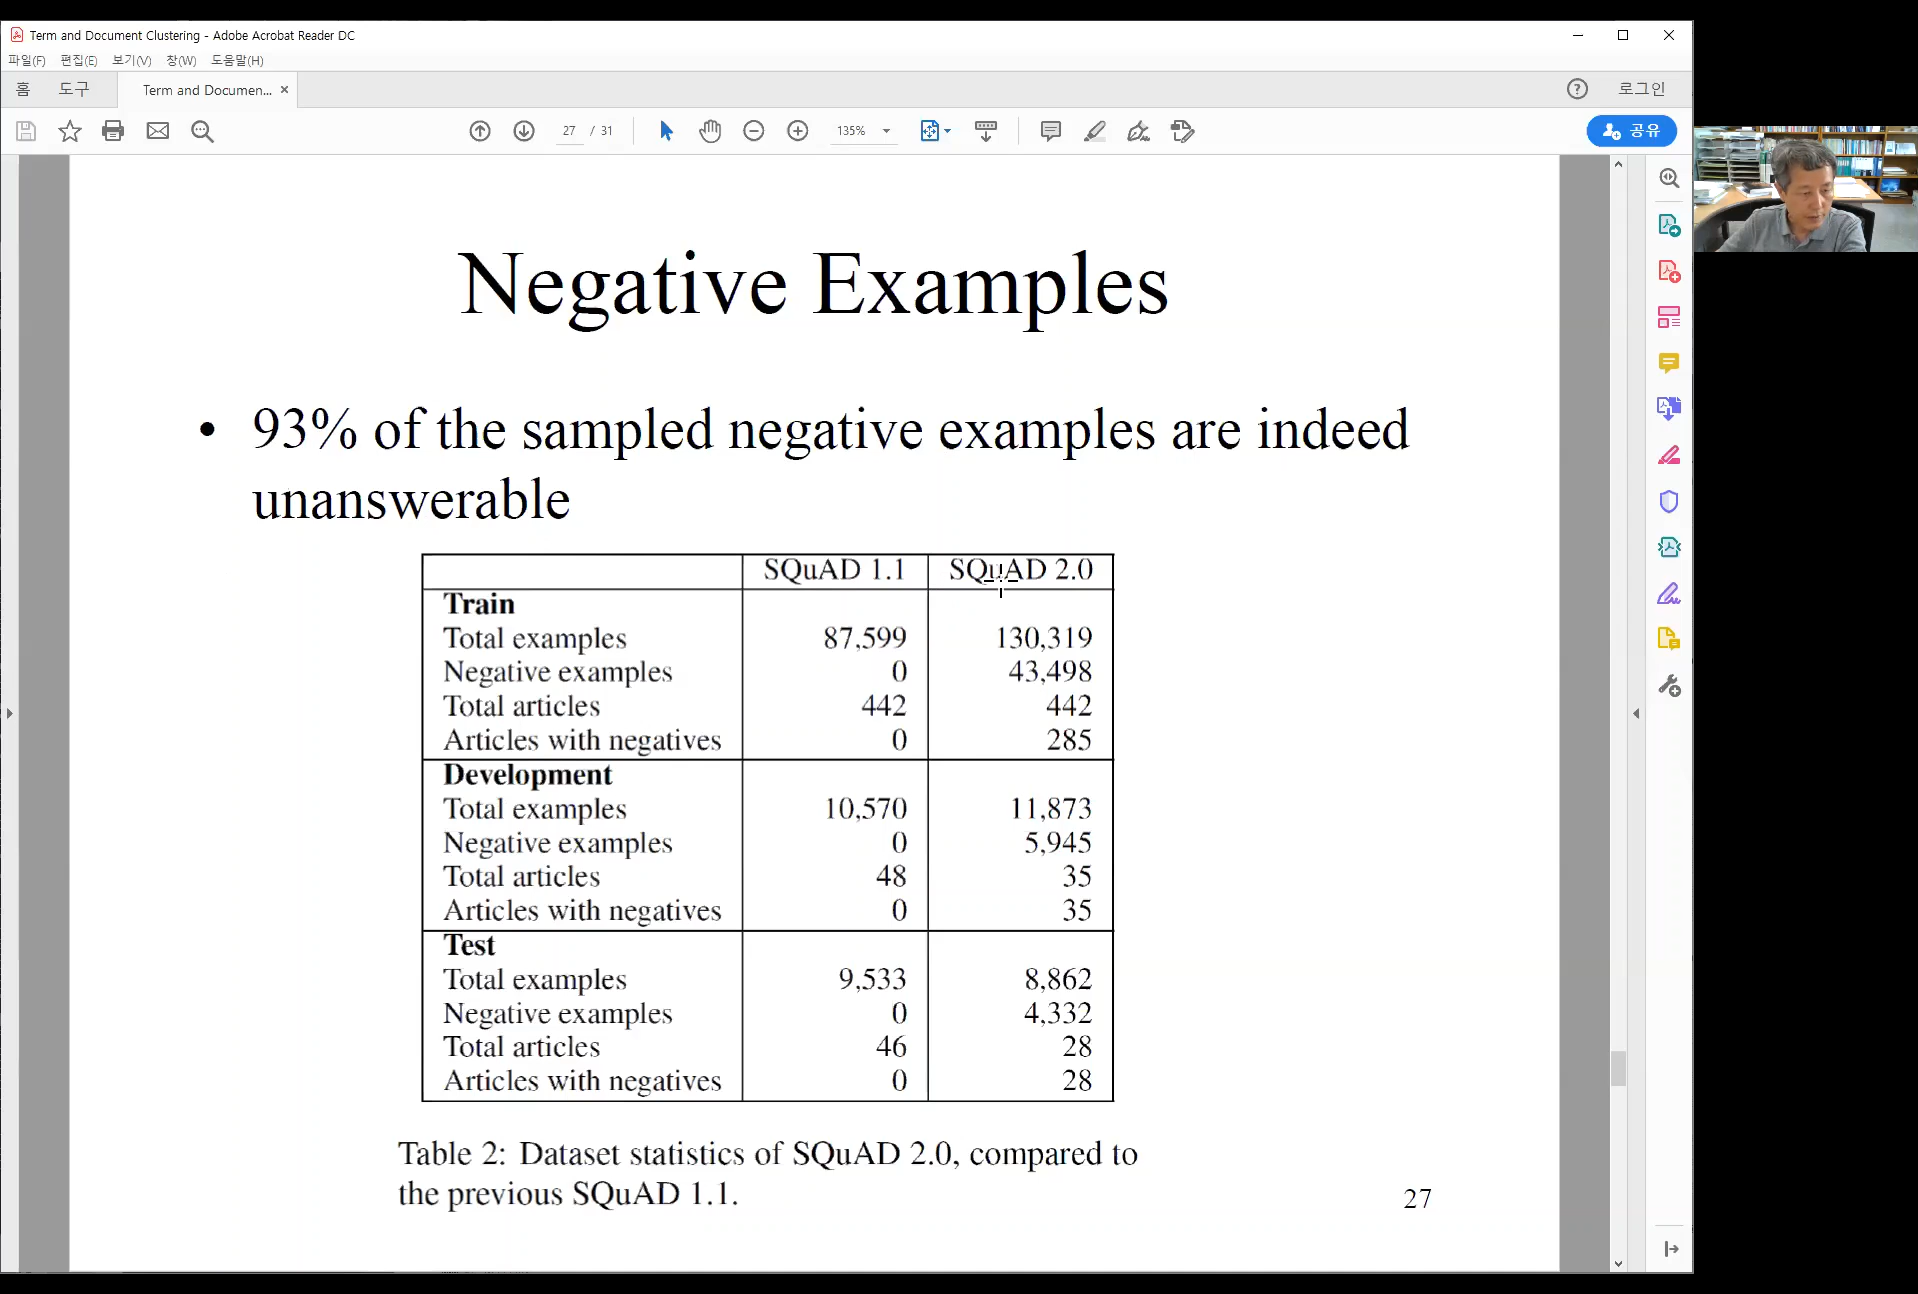 Term and Document Clustering - Adobe Acrobat Reader DC
파일(F) 편집(E) 보기(V) 창(W) 도움말(H)
홈 도구 Term and Documen... × ? 로그인
27 / 31 135% 공유
Negative Examples
• 93% of the sampled negative examples are indeed
unanswerable
SQuAD 1.1 SQuAD 2.0
Train
Total examples 87,599 130,319
Negative examples 0 43,498
Total articles 442 442
Articles with negatives 0 285
Development
Total examples 10,570 11,873
Negative examples 0 5,945
Total articles 48 35
Articles with negatives 0 35
Test
Total examples 9,533 8,862
Negative examples 0 4,332
Total articles 46 28
Articles with negatives 0 28
Table 2: Dataset statistics of SQuAD 2.0, compared to
the previous SQuAD 1.1.
27